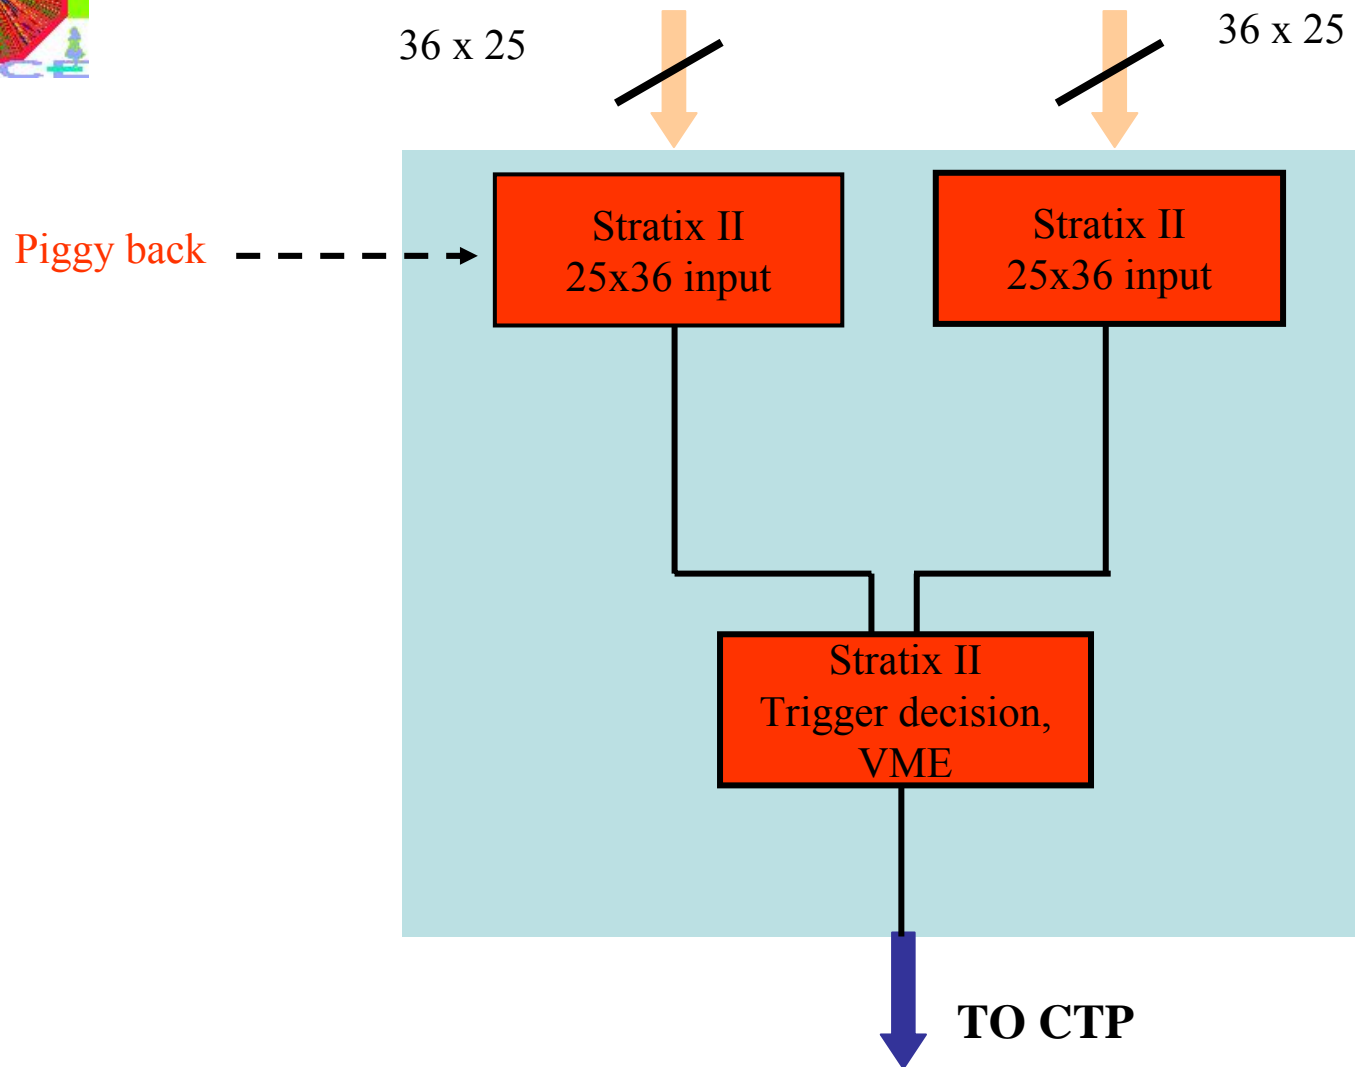 36 x 25
36 x 25
Stratix II
25x36 input
Stratix II
25x36 input
Piggy back
Stratix II
Trigger decision,
VME
TO CTP